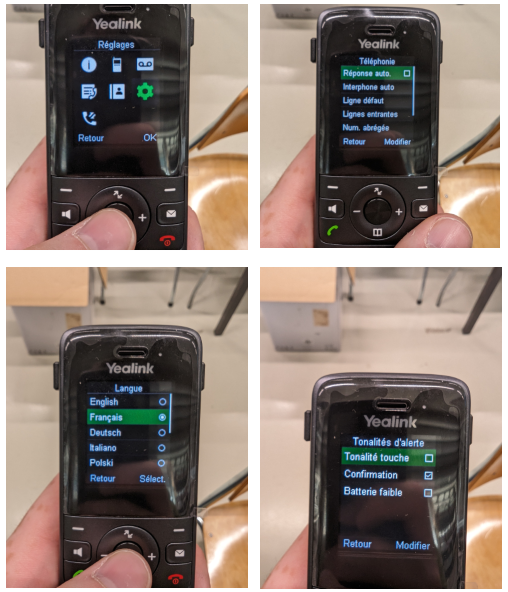 Yealink
Réglages
Retour OK
Yealink
Téléphonie
Réponse auto.
Interphone auto
Ligne défaut
Lignes entrantes
Num. abrégée
Retour Modifier
Yealink
Langue
English
Français
Deutsch
Italiano
Polski
Retour Sélect.
Yealink
Tonalités d'alerte
Tonalité touche
Confirmation
Batterie faible
Retour Modifier